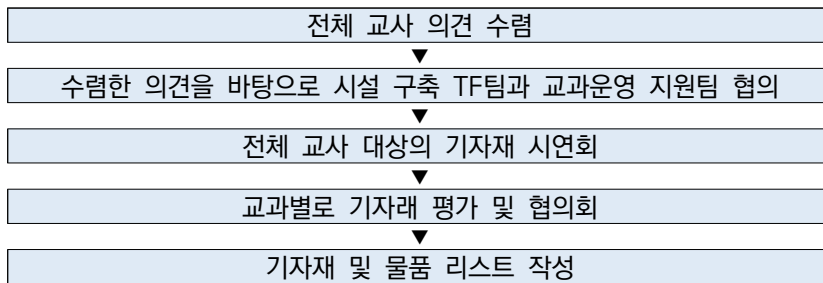 전체 교사 의견 수렴
▼
수렴한 의견을 바탕으로 시설 구축 TF팀과 교과운영 지원팀 협의
▼
전체 교사 대상의 기자재 시연회
▼
교과별로 기자래 평가 및 협의회
▼
기자재 및 물품 리스트 작성